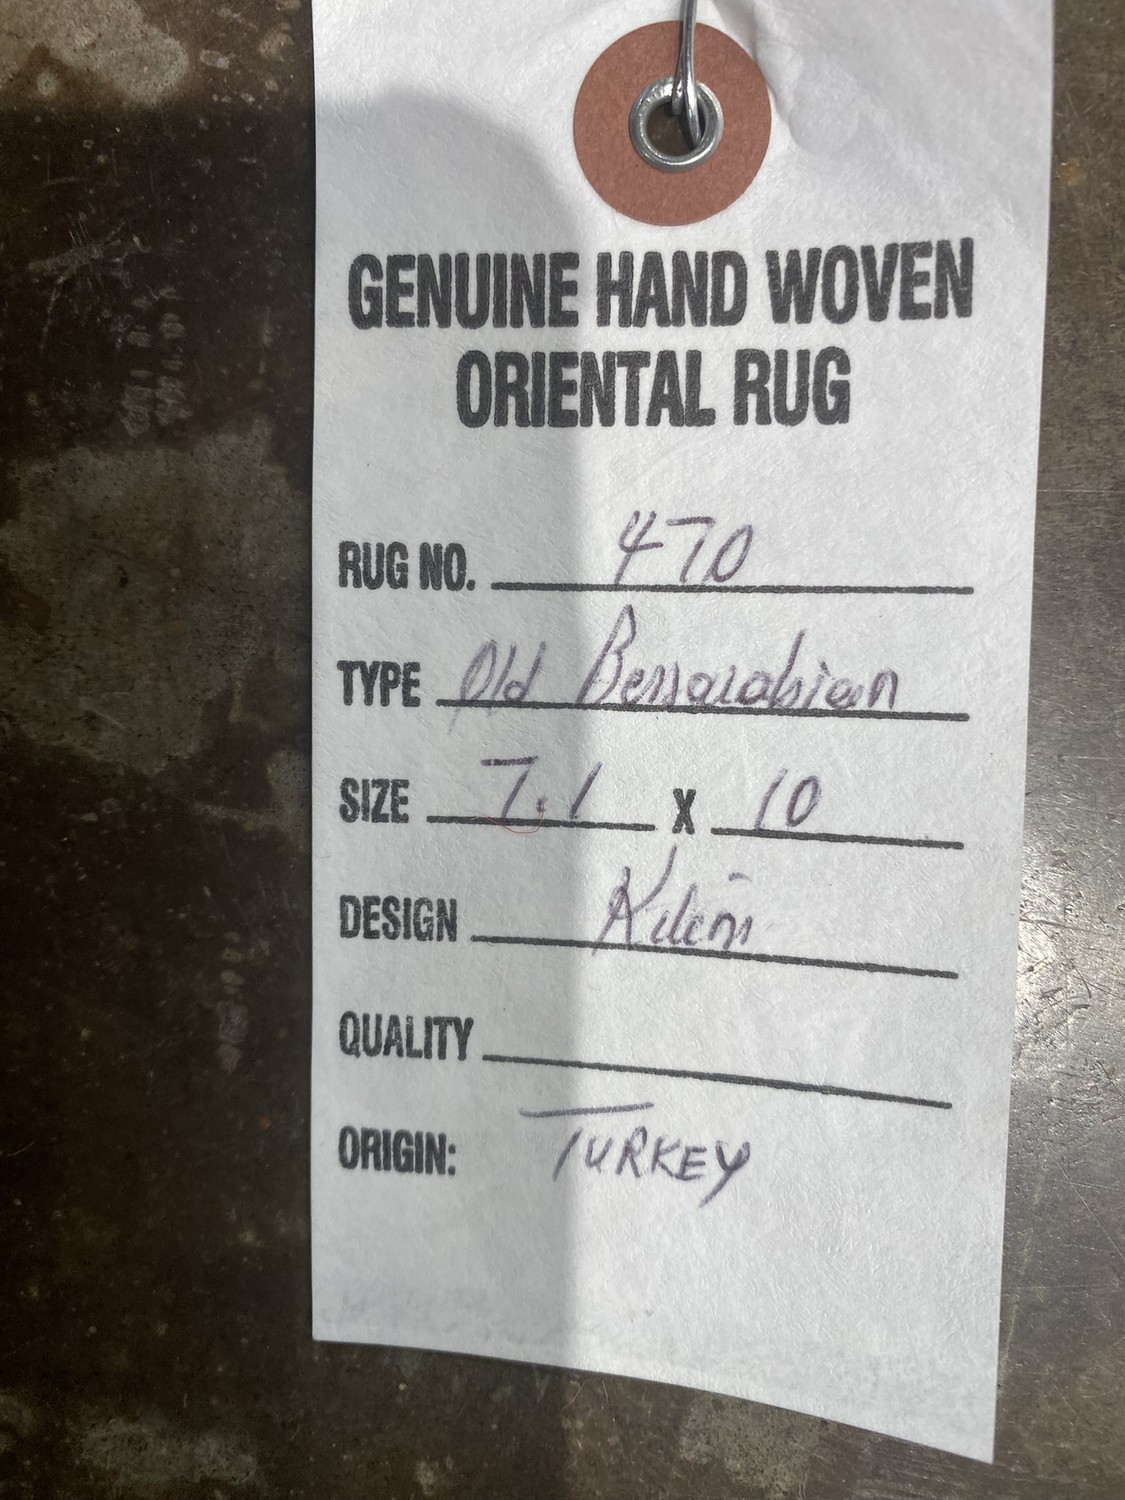 GENUINE HAND WOVEN
ORIENTAL RUG
RUG NO. 470
TYPE Old Bessarabian
SIZE 7.1 X 10
DESIGN Kilim
QUALITY
ORIGIN: TURKEY